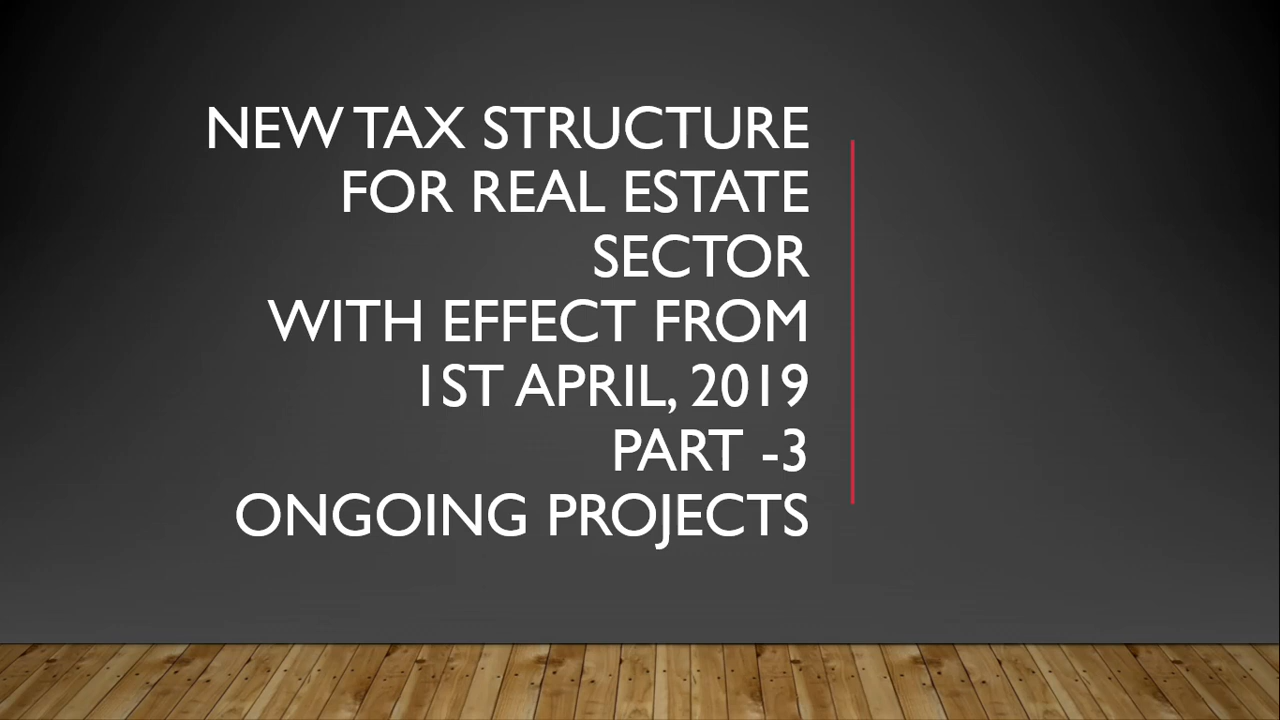 NEW TAX STRUCTURE
FOR REAL ESTATE
SECTOR
WITH EFFECT FROM
1ST APRIL, 2019
PART -3
ONGOING PROJECTS